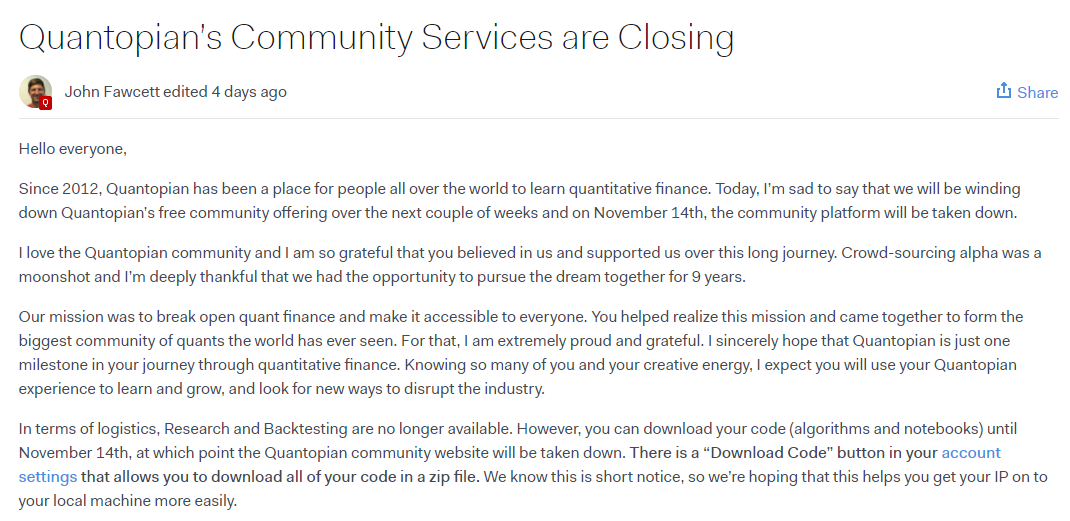 Quantopian's Community Services are Closing
Q
John Fawcett edited 4 days ago
Share
Hello everyone,
Since 2012, Quantopian has been a place for people all over the world to learn quantitative finance. Today, I'm sad to say that we will be winding
down Quantopian's free community offering over the next couple of weeks and on November 14th, the community platform will be taken down.
I love the Quantopian community and I am so grateful that you believed in us and supported us over this long journey. Crowd-sourcing alpha was a
moonshot and I'm deeply thankful that we had the opportunity to pursue the dream together for 9 years.
Our mission was to break open quant finance and make it accessible to everyone. You helped realize this mission and came together to form the
biggest community of quants the world has ever seen. For that, I am extremely proud and grateful. I sincerely hope that Quantopian is just one
milestone in your journey through quantitative finance. Knowing so many of you and your creative energy, I expect you will use your Quantopian
experience to learn and grow, and look for new ways to disrupt the industry.
In terms of logistics, Research and Backtesting are no longer available. However, you can download your code (algorithms and notebooks) until
November 14th, at which point the Quantopian community website will be taken down. There is a “Download Code” button in your account
settings that allows you to download all of your code in a zip file. We know this is short notice, so we're hoping that this helps you get your IP on to
your local machine more easily.